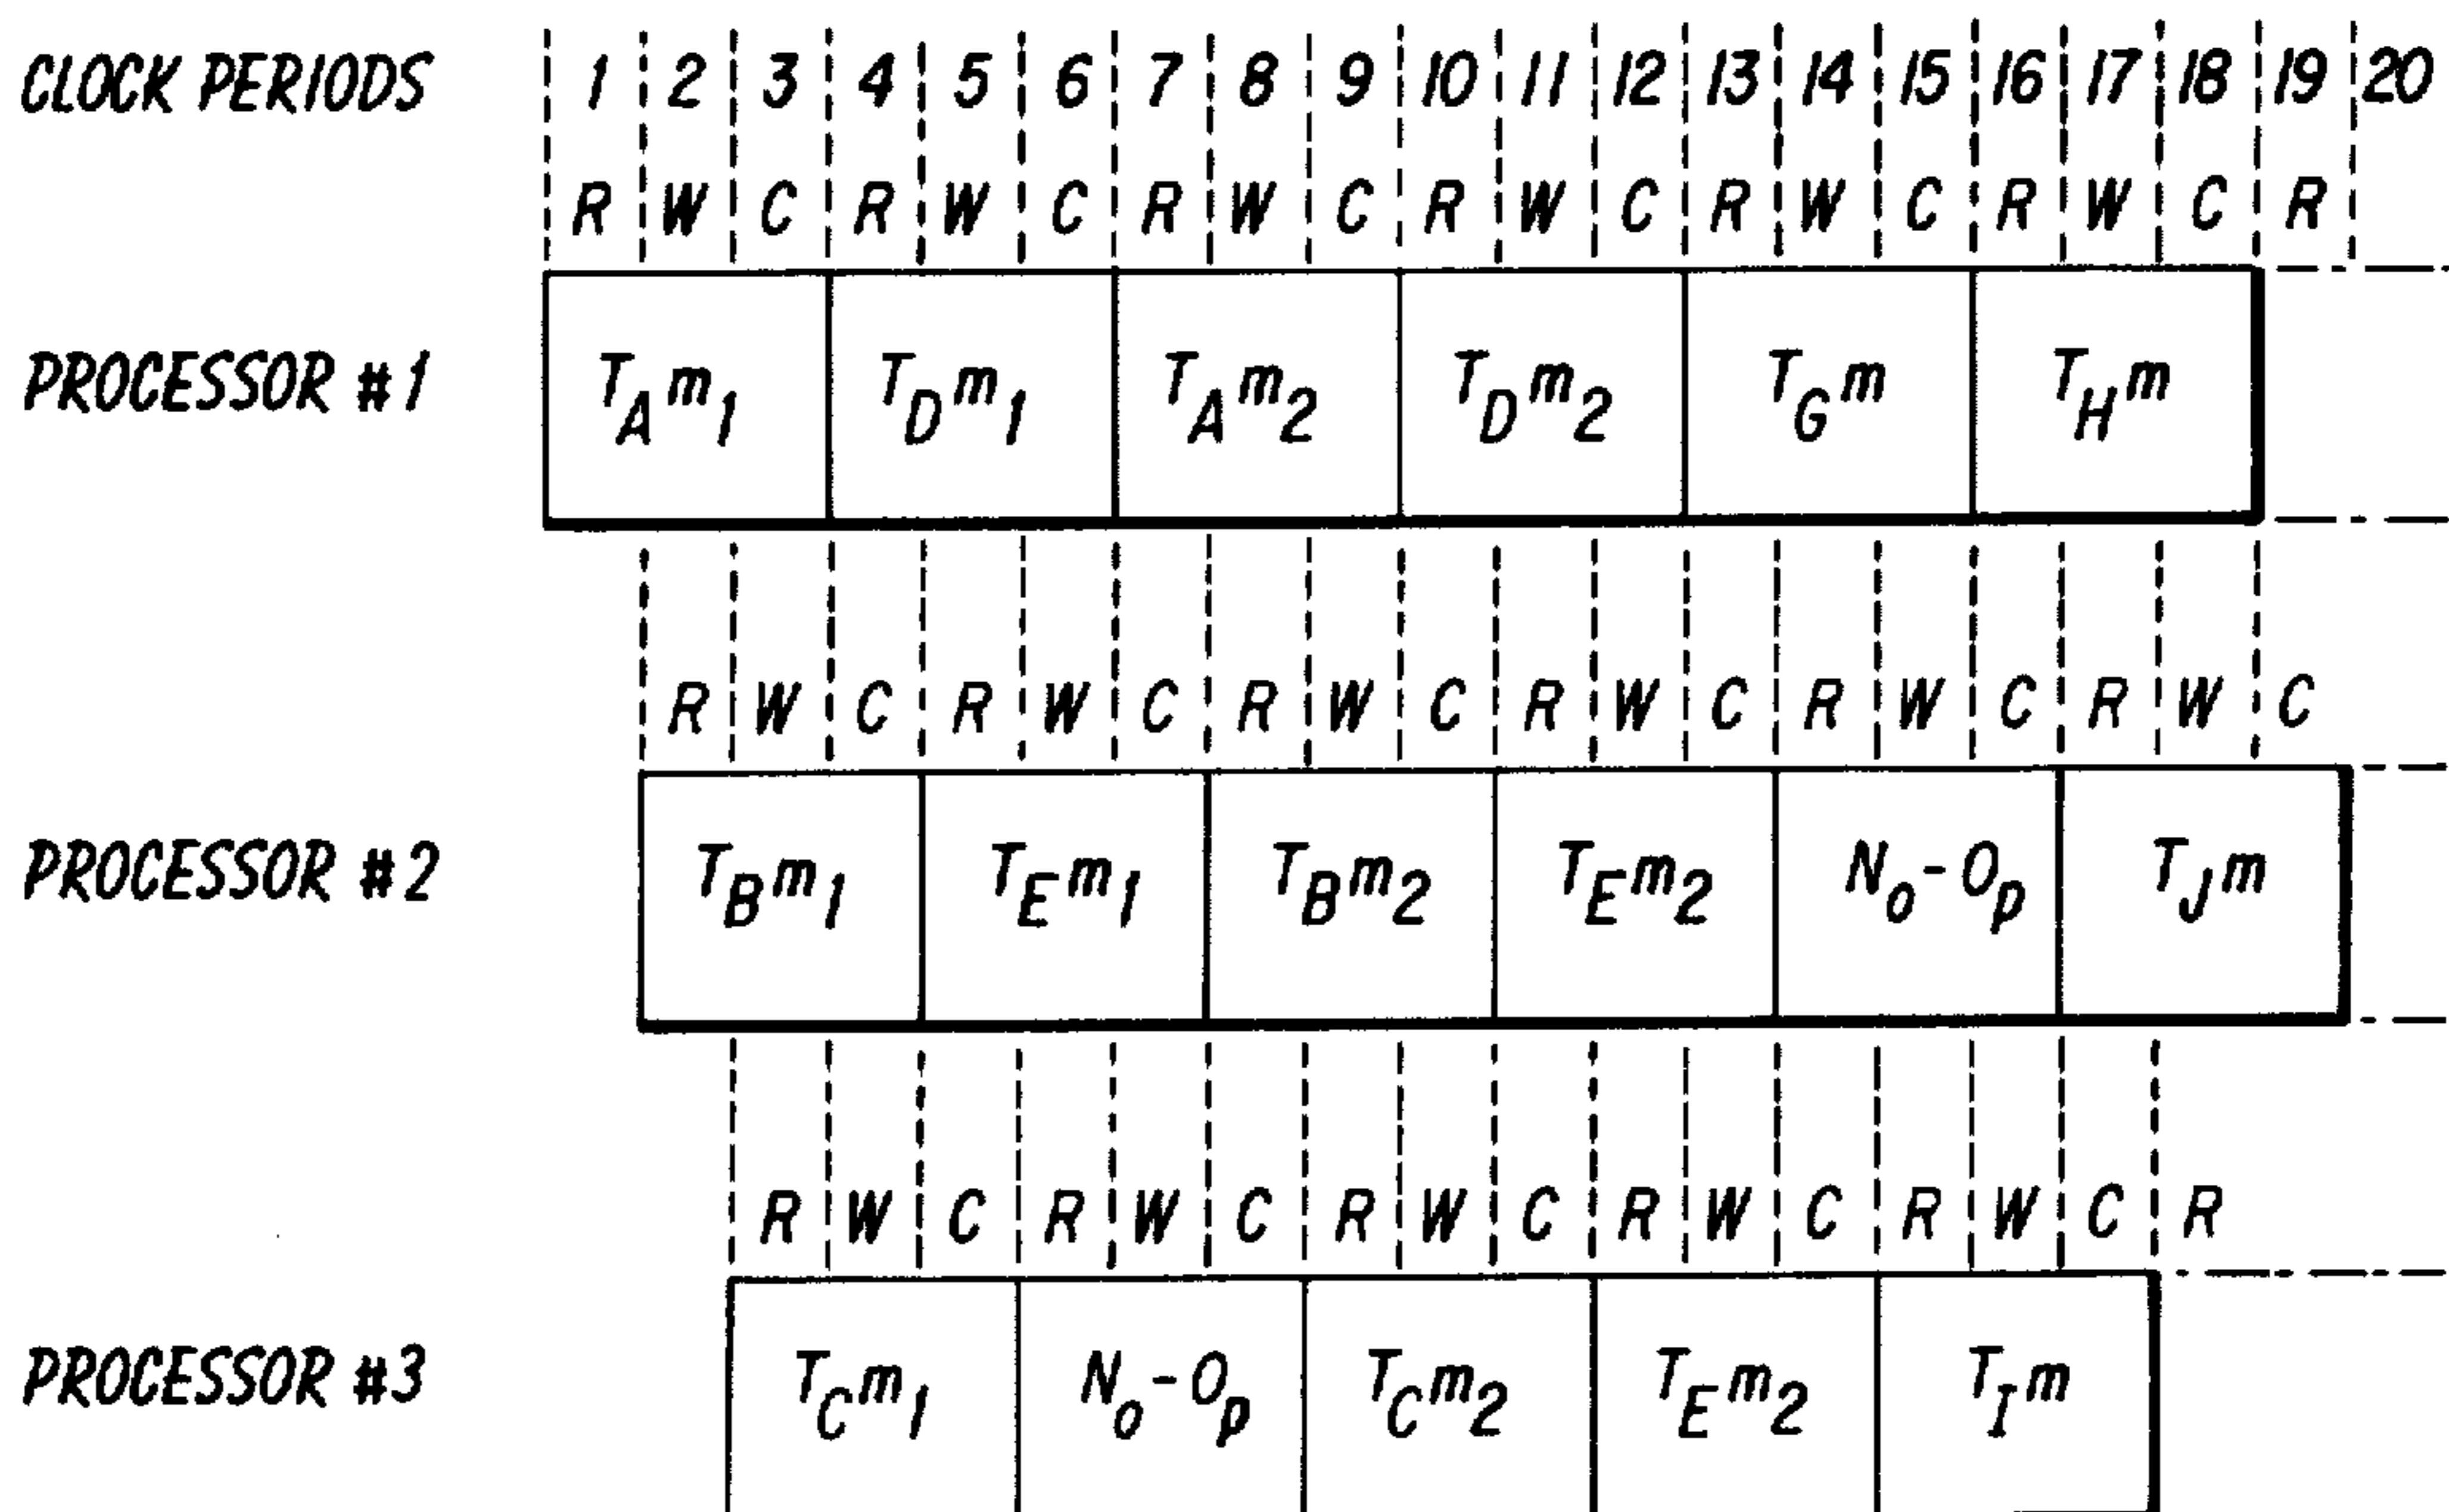 CLOCK PERIODS 1 2 3 4 5 6 7 8 9 10 11 12 13 14 15 16 17 18 19 20
R W C R W C R W C R W C R W C R W C R
PROCESSOR #1 TAm1 TDm1 TAm2 TDm2 TGm THm
R W C R W C R W C R W C R W C R W C
PROCESSOR #2 TBm1 TEm1 TBm2 TEm2 No-Op TJm
R W C R W C R W C R W C R W C R
PROCESSOR #3 TCm1 No-Op TCm2 TEm2 TIm